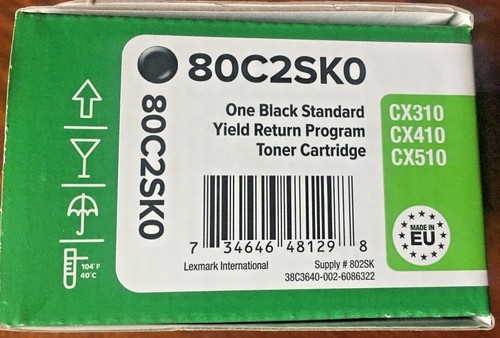 80C2SK0
80C2SK0
One Black Standard
Yield Return Program
Toner Cartridge
CX310
CX410
CX510
MADE IN
EU
7 34646 48129 8
Lexmark International
Supply # 802SK
38C3640-002-6086322
104°F
40°C